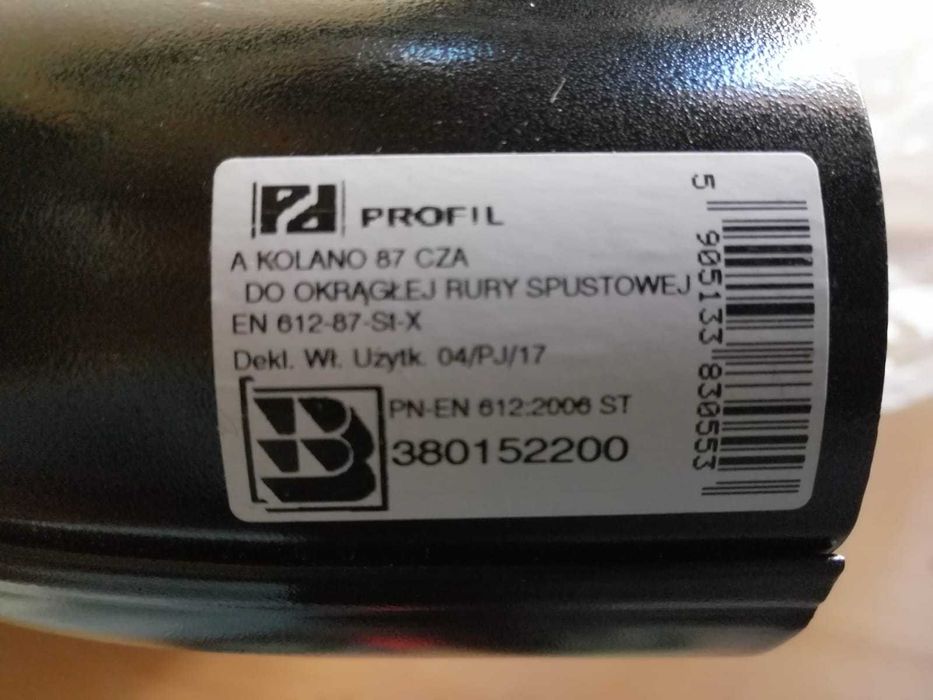 PROFIL
A KOLANO 87 CZA
DO OKRĄGŁEJ RURY SPUSTOWEJ
EN 612-87-St-X
Dekl. Wł. Użytk. 04/PJ/17
PN-EN 612:2006 ST
380152200
5 905133 830553